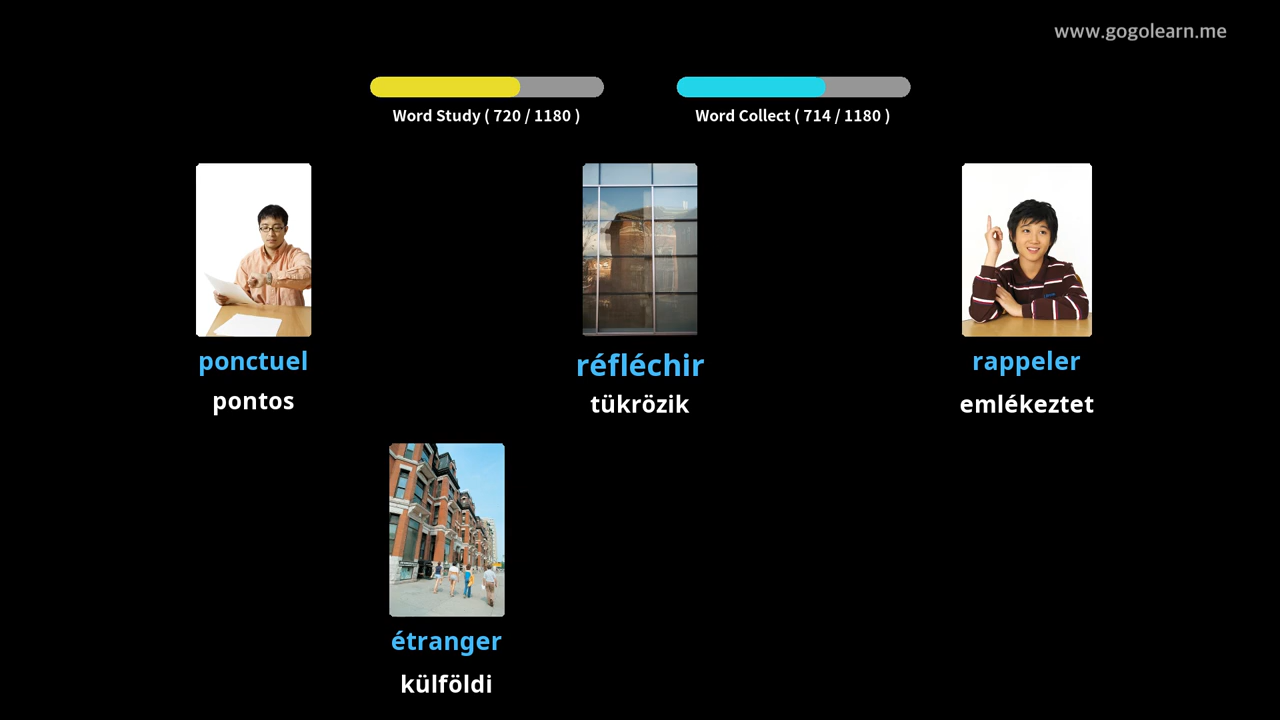 www.gogolearn.me
Word Study ( 720 / 1180 )
Word Collect ( 714 / 1180 )
ponctuel
pontos
réfléchir
tükrözik
rappeler
emlékeztet
étranger
külföldi